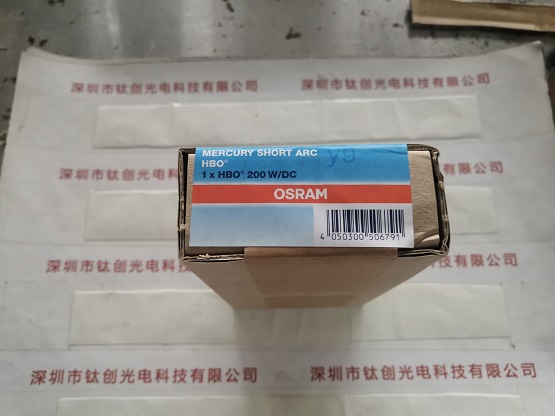 深圳市钛创光电科技有限公司 深圳市钛创光电科技有限公司
深圳市钛创光电科技有限公司
MERCURY SHORT ARC
HBO®
y9
1 x HBO® 200 W/DC
OSRAM
4 050300 506791
深圳市钛创光电科技有限公司
深圳市钛创光电科技有限公司 深圳市钛创光电科技有限公司